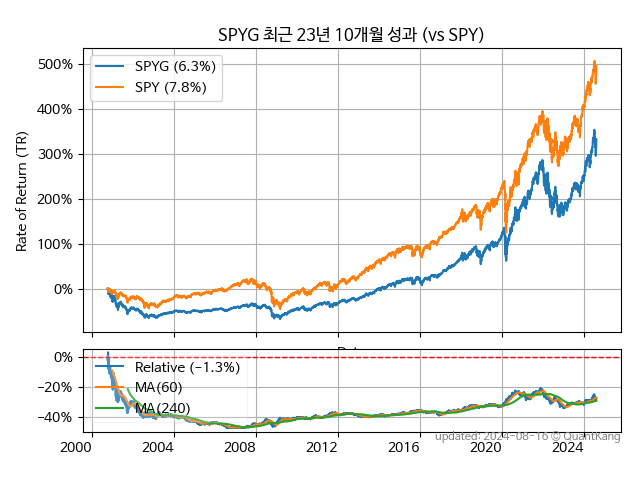 SPYG 최근 23년 10개월 성과 (vs SPY)
Rate of Return (TR)
500%
400%
300%
200%
100%
0%
SPYG (6.3%)
SPY (7.8%)
0%
−20%
−40%
Relative (−1.3%)
MA(60)
MA(240)
2000 2004 2008 2012 2016 2020 2024
updated: 2024-08-16 © QuantKang